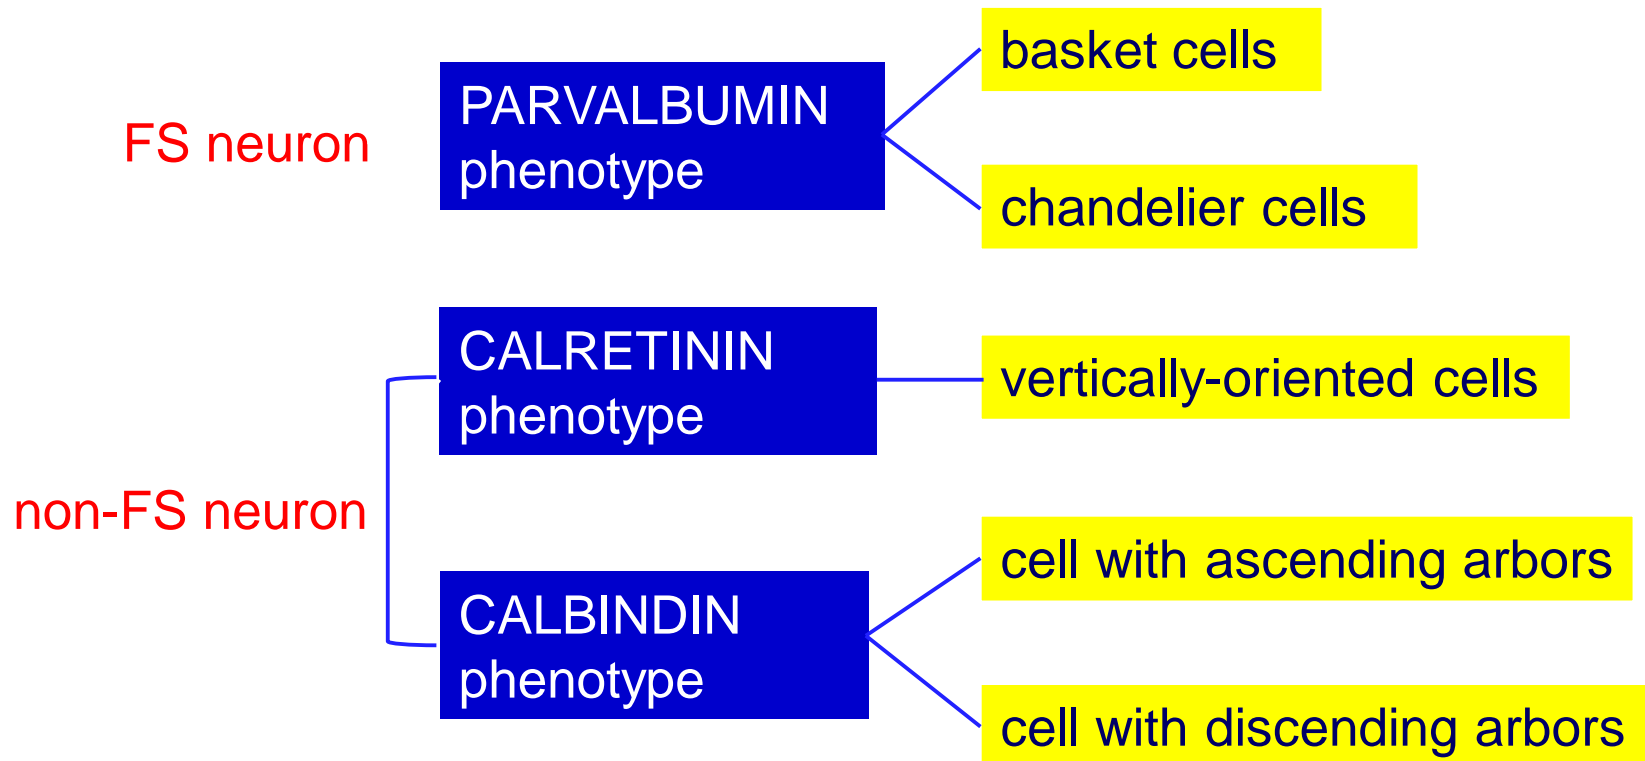 FS neuron
PARVALBUMIN
phenotype
basket cells
chandelier cells
non-FS neuron
CALRETININ
phenotype
vertically-oriented cells
CALBINDIN
phenotype
cell with ascending arbors
cell with discending arbors